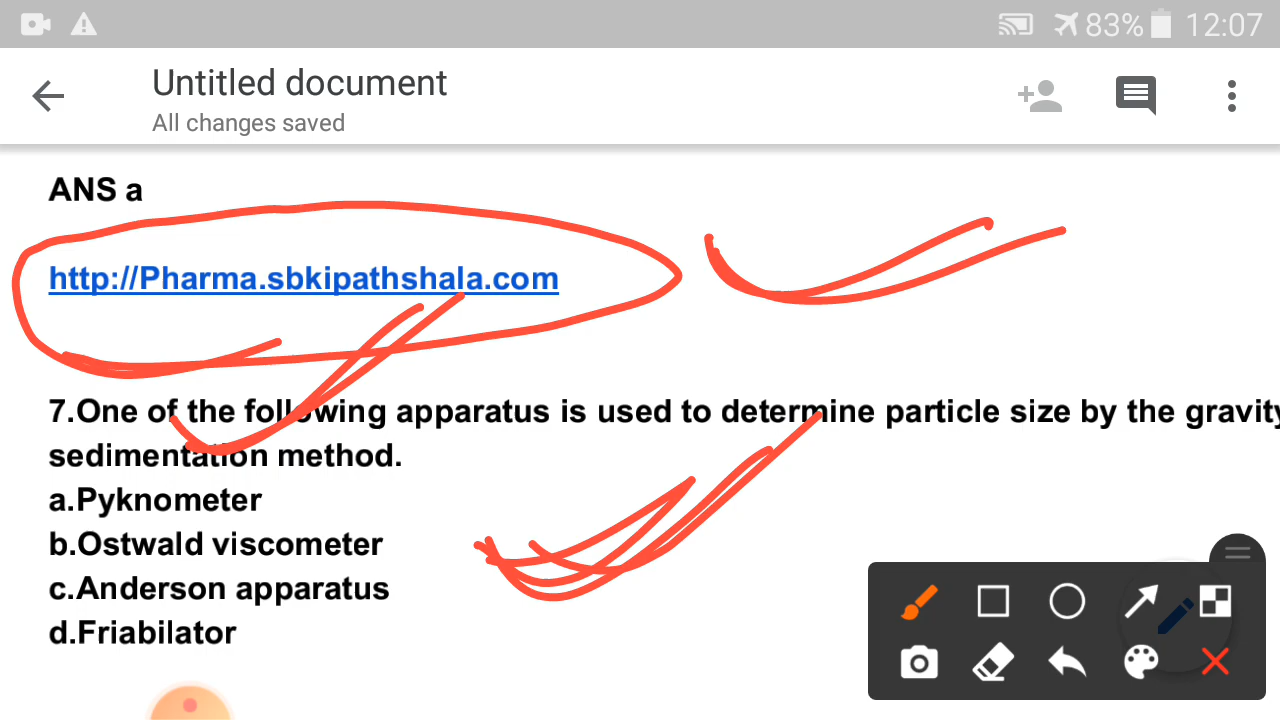 83% 12:07
Untitled document
All changes saved
ANS a
http://Pharma.sbkipathshala.com
7.One of the following apparatus is used to determine particle size by the gravity
sedimentation method.
a.Pyknometer
b.Ostwald viscometer
c.Anderson apparatus
d.Friabilator